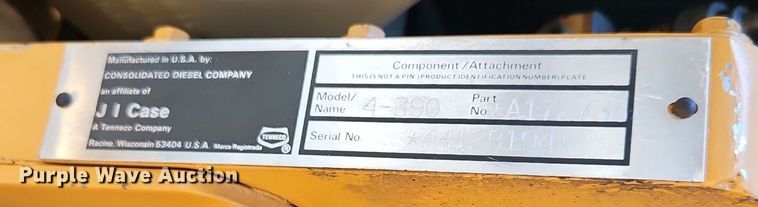 Manufactured in U.S.A. by:
CONSOLIDATED DIESEL COMPANY
an affiliate of
J I Case
A Tenneco Company
Racine, Wisconsin 53404 U.S.A. Marca Registrada
TENNECO
®
Component/Attachment
THIS IS NOT A PIN (PRODUCT IDENTIFICATION NUMBER) PLATE
Model/ Name 4-390 Part No.
Serial No.
Purple Wave Auction